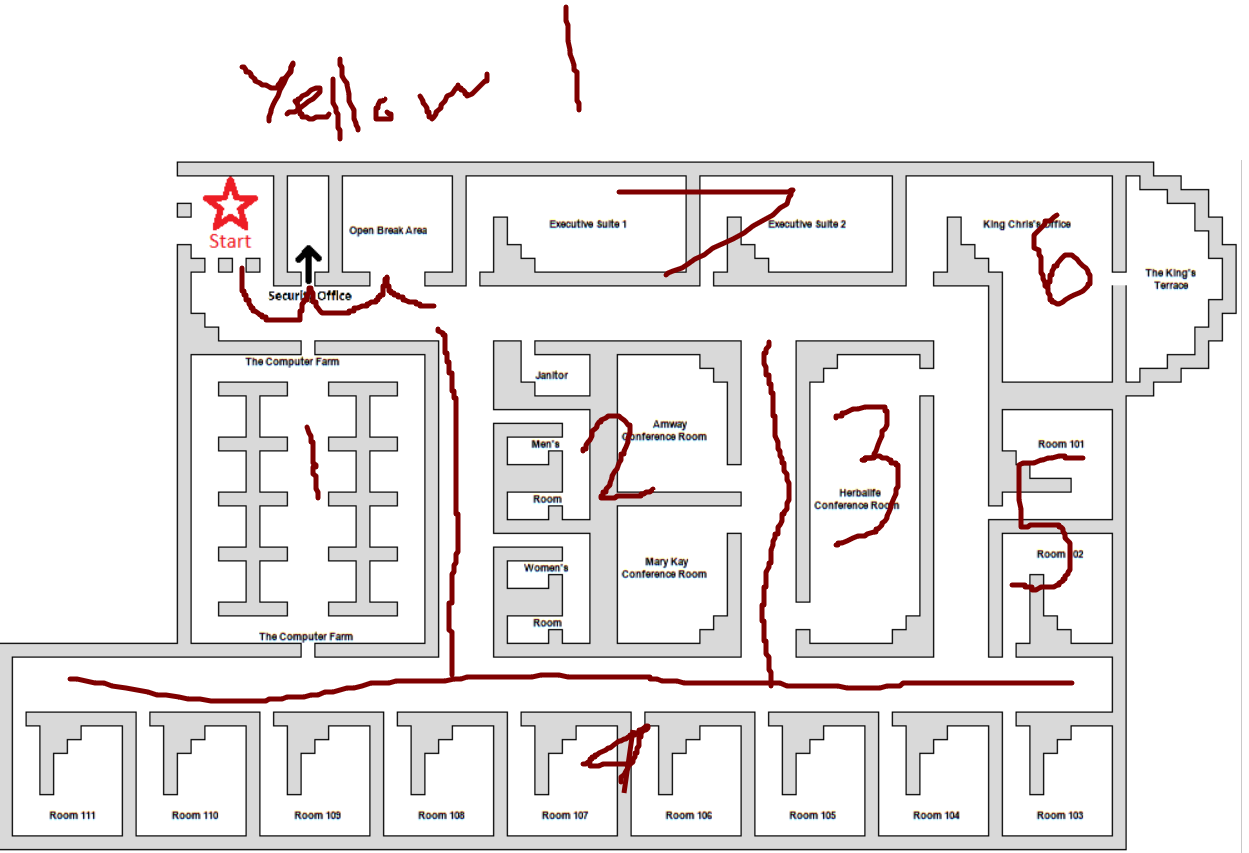 Yellow 1
Start
Open Break Area
Executive Suite 1
7
Executive Suite 2
King Chris's Office
6
The King's
Terrace
Security Office
The Computer Farm
1
Janitor
Men's
Room
2
Amway
Conference Room
3
Herbalife
Conference Room
Room 101
5
Room 102
Women's
Room
Mary Kay
Conference Room
The Computer Farm
4
Room 111
Room 110
Room 109
Room 108
Room 107
Room 106
Room 105
Room 104
Room 103